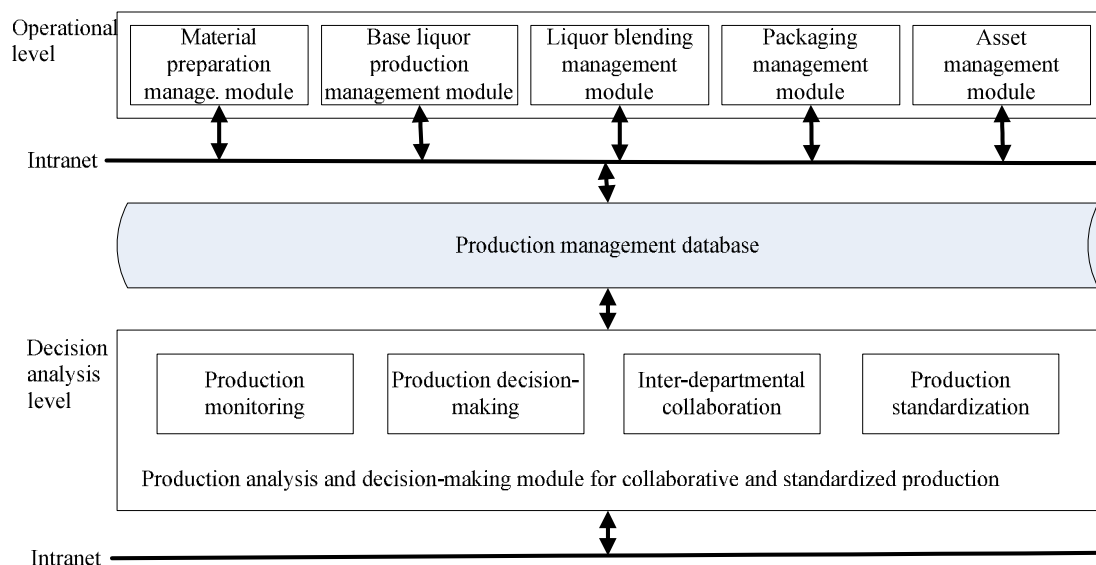 Operational
level
Material
preparation
manage. module
Base liquor
production
management module
Liquor blending
management
module
Packaging
management
module
Asset
management
module
Intranet
Production management database
Decision
analysis
level
Production
monitoring
Production decision-
making
Inter-departmental
collaboration
Production
standardization
Production analysis and decision-making module for collaborative and standardized production
Intranet